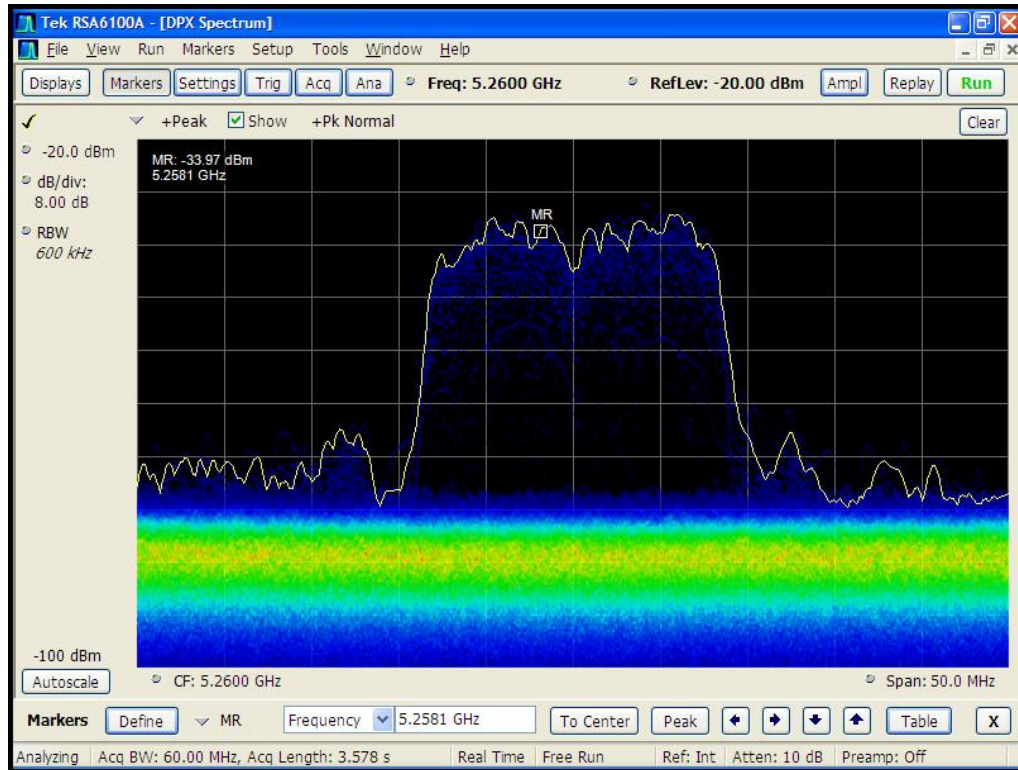 Tek RSA6100A - [DPX Spectrum]
File View Run Markers Setup Tools Window Help
Displays Markers Settings Trig Acq Ana Freq: 5.2600 GHz RefLev: -20.00 dBm Ampl Replay Run
+Peak Show +Pk Normal Clear
-20.0 dBm
dB/div:
8.00 dB
RBW
600 kHz
MR: -33.97 dBm
5.2581 GHz
MR
-100 dBm
Autoscale CF: 5.2600 GHz Span: 50.0 MHz
Markers Define MR Frequency 5.2581 GHz To Center Peak Table X
Analyzing Acq BW: 60.00 MHz, Acq Length: 3.578 s Real Time Free Run Ref: Int Atten: 10 dB Preamp: Off